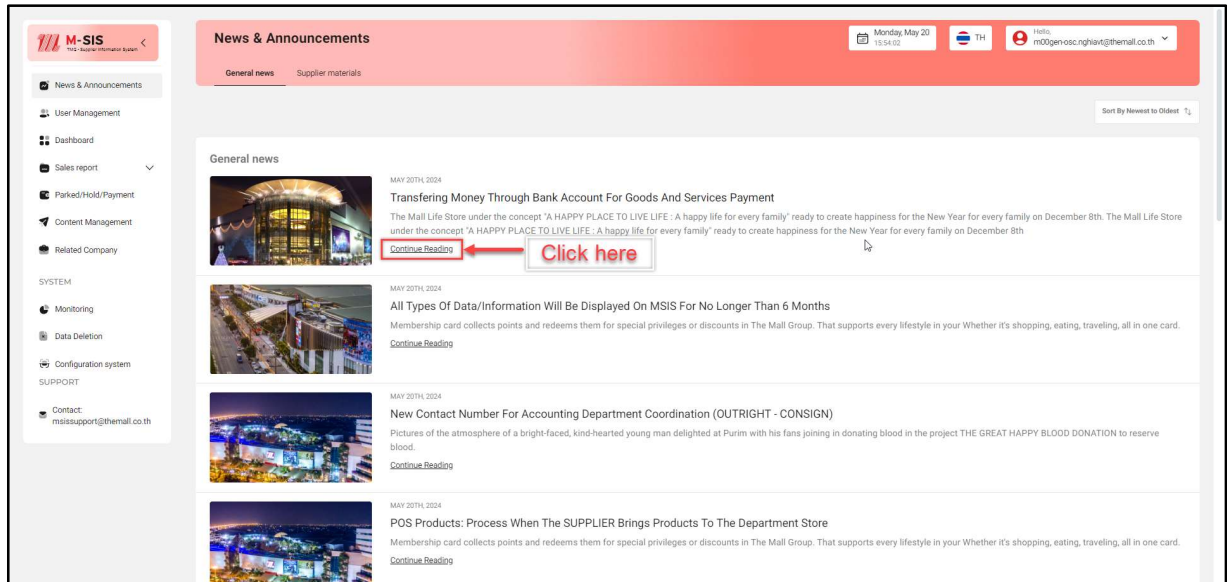 M-SIS
TMG - Supplier Information System
News & Announcements
Monday, May 20
15:54:02
TH
Hello,
m00gen-osc.nghiavt@themall.co.th
General news
Supplier materials
News & Announcements
User Management
Dashboard
Sales report
Parked/Hold/Payment
Content Management
Related Company
SYSTEM
Monitoring
Data Deletion
Configuration system
SUPPORT
Contact:
msissupport@themall.co.th
Sort By Newest to Oldest
General news
MAY 20TH, 2024
Transfering Money Through Bank Account For Goods And Services Payment
The Mall Life Store under the concept "A HAPPY PLACE TO LIVE LIFE : A happy life for every family" ready to create happiness for the New Year for every family on December 8th. The Mall Life Store
under the concept "A HAPPY PLACE TO LIVE LIFE : A happy life for every family" ready to create happiness for the New Year for every family on December 8th
Continue Reading
Click here
MAY 20TH, 2024
All Types Of Data/Information Will Be Displayed On MSIS For No Longer Than 6 Months
Membership card collects points and redeems them for special privileges or discounts in The Mall Group. That supports every lifestyle in your Whether it's shopping, eating, traveling, all in one card.
Continue Reading
MAY 20TH, 2024
New Contact Number For Accounting Department Coordination (OUTRIGHT - CONSIGN)
Pictures of the atmosphere of a bright-faced, kind-hearted young man delighted at Purim with his fans joining in donating blood in the project THE GREAT HAPPY BLOOD DONATION to reserve
blood.
Continue Reading
MAY 20TH, 2024
POS Products: Process When The SUPPLIER Brings Products To The Department Store
Membership card collects points and redeems them for special privileges or discounts in The Mall Group. That supports every lifestyle in your Whether it's shopping, eating, traveling, all in one card.
Continue Reading